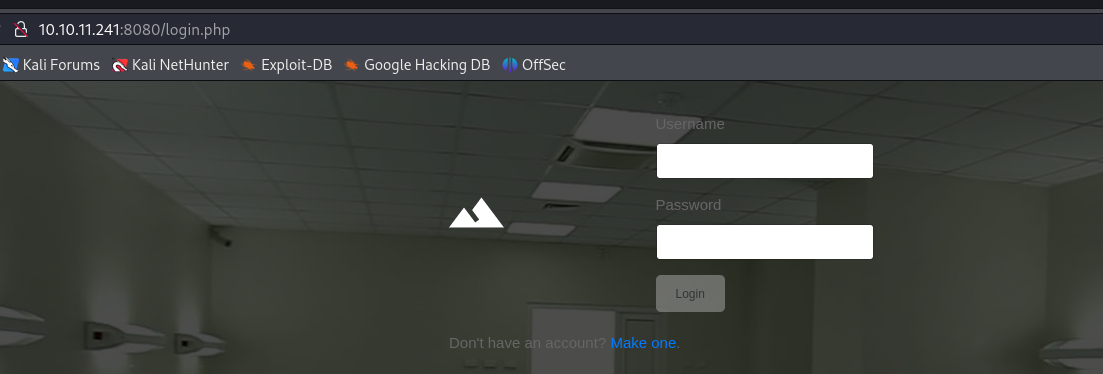 10.10.11.241:8080/login.php
Kali Forums Kali NetHunter Exploit-DB Google Hacking DB OffSec
Username
Password
Login
Don't have an account? Make one.